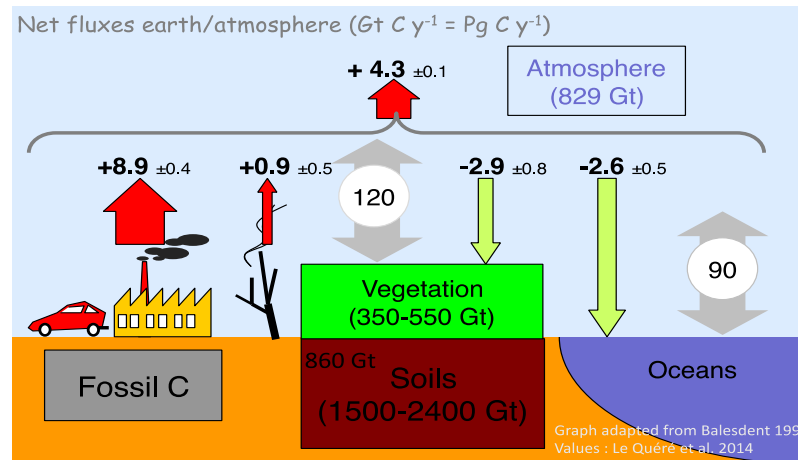 Net fluxes earth/atmosphere (Gt C y⁻¹ = Pg C y⁻¹)
+ 4.3 ±0.1
Atmosphere
(829 Gt)
+8.9 ±0.4
+0.9 ±0.5
-2.9 ±0.8
-2.6 ±0.5
120
90
Vegetation
(350-550 Gt)
860 Gt
Fossil C
Soils
(1500-2400 Gt)
Oceans
Graph adapted from Balesdent 199
Values : Le Quéré et al. 2014